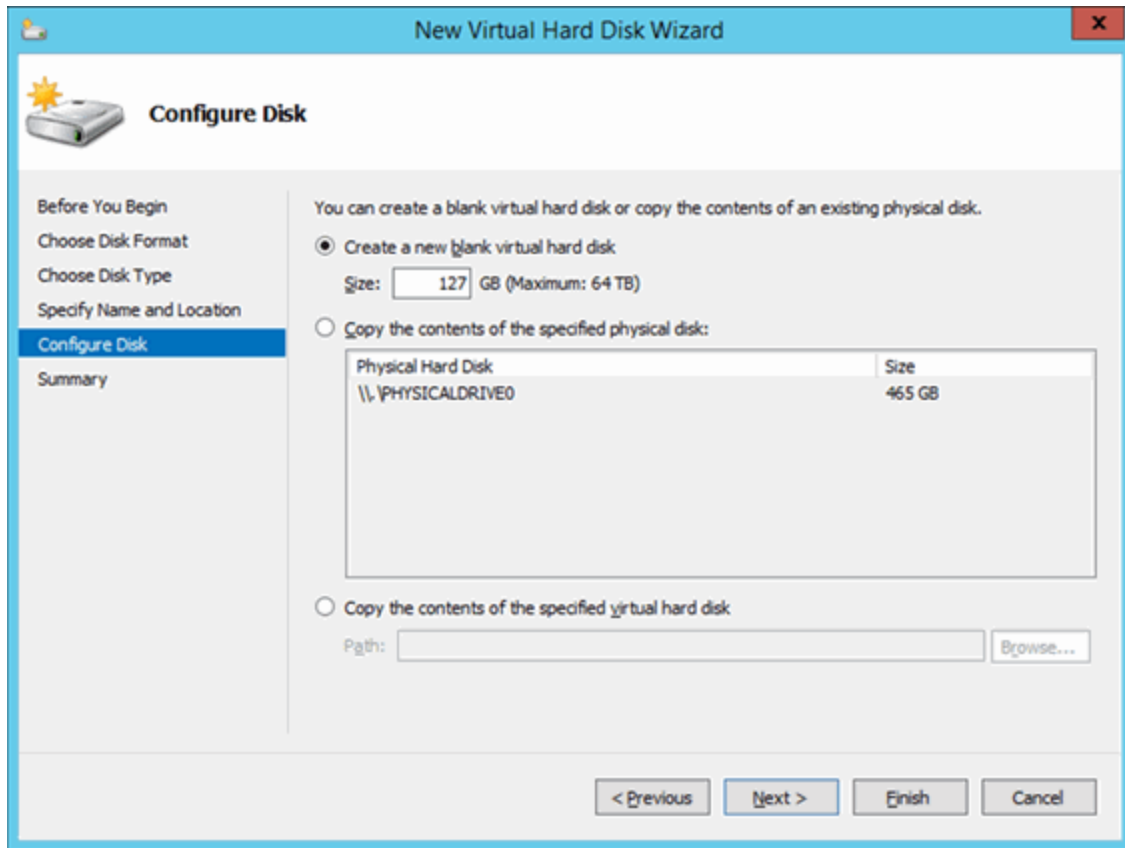 New Virtual Hard Disk Wizard
x
Configure Disk
Before You Begin
Choose Disk Format
Choose Disk Type
Specify Name and Location
Configure Disk
Summary
You can create a blank virtual hard disk or copy the contents of an existing physical disk.
Create a new blank virtual hard disk
Size: 127 GB (Maximum: 64 TB)
Copy the contents of the specified physical disk:
Physical Hard Disk Size
\\.\PHYSICALDRIVE0 465 GB
Copy the contents of the specified virtual hard disk
Path: Browse...
< Previous Next > Finish Cancel